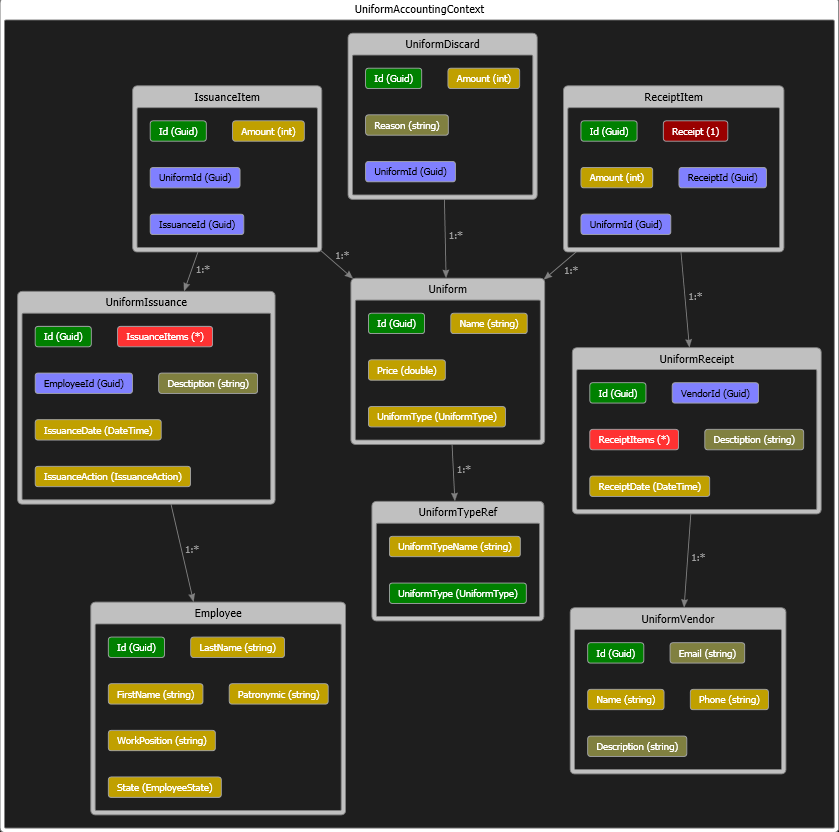 UniformAccountingContext
UniformDiscard
Id (Guid) Amount (int)
Reason (string)
UniformId (Guid)
IssuanceItem
Id (Guid) Amount (int)
UniformId (Guid)
IssuanceId (Guid)
ReceiptItem
Id (Guid) Receipt (1)
Amount (int) ReceiptId (Guid)
UniformId (Guid)
1:*
1:*
1:*
1:*
1:*
Uniform
Id (Guid) Name (string)
Price (double)
UniformType (UniformType)
UniformIssuance
Id (Guid) IssuanceItems (*)
EmployeeId (Guid) Desctiption (string)
IssuanceDate (DateTime)
IssuanceAction (IssuanceAction)
UniformReceipt
Id (Guid) VendorId (Guid)
ReceiptItems (*) Desctiption (string)
ReceiptDate (DateTime)
1:*
1:*
1:*
UniformTypeRef
UniformTypeName (string)
UniformType (UniformType)
Employee
Id (Guid) LastName (string)
FirstName (string) Patronymic (string)
WorkPosition (string)
State (EmployeeState)
UniformVendor
Id (Guid) Email (string)
Name (string) Phone (string)
Description (string)